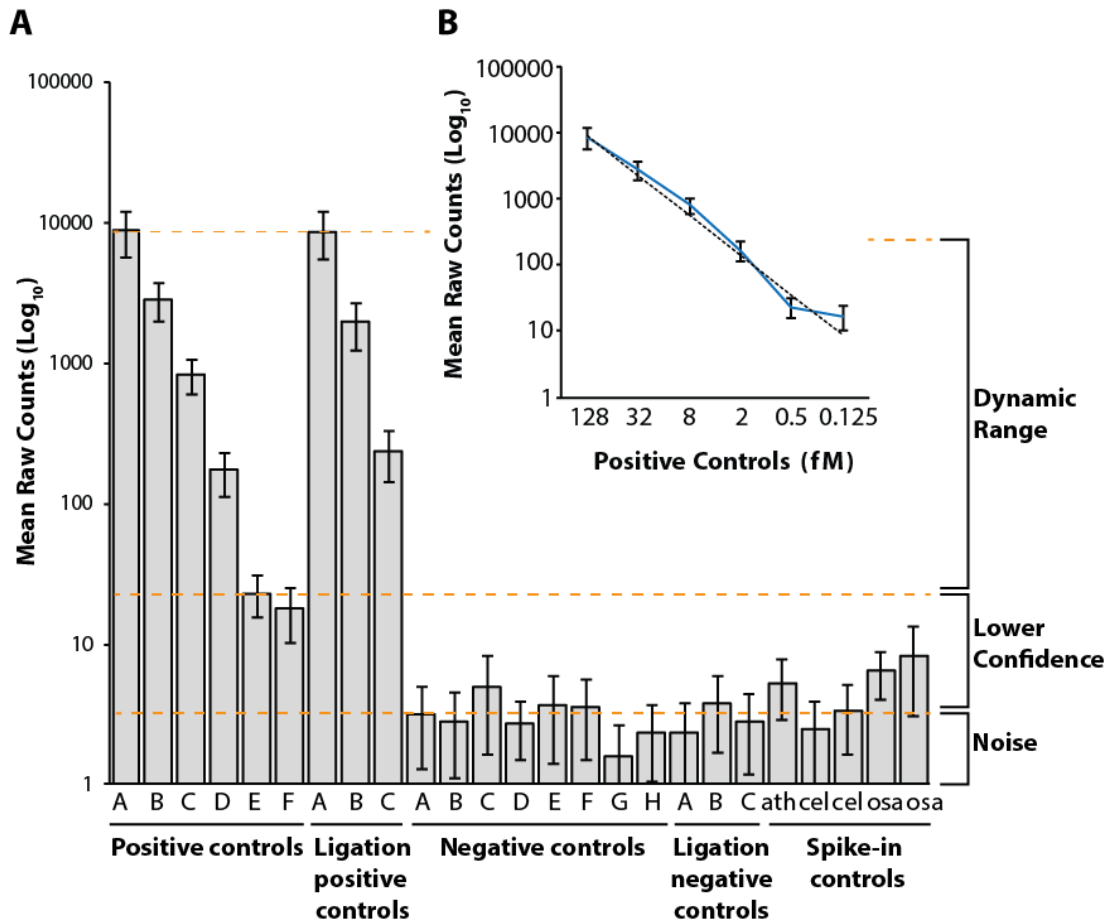 A
B
Mean Raw Counts (Log10)
100000
10000
1000
100
10
1
Mean Raw Counts (Log10)
100000
10000
1000
100
10
1
128 32 8 2 0.5 0.125
Positive Controls (fM)
Dynamic
Range
Lower
Confidence
Noise
A B C D E F A B C A B C D E F G H A B C ath cel cel osa osa
Positive controls
Ligation
positive
controls
Negative controls
Ligation
negative
controls
Spike-in
controls